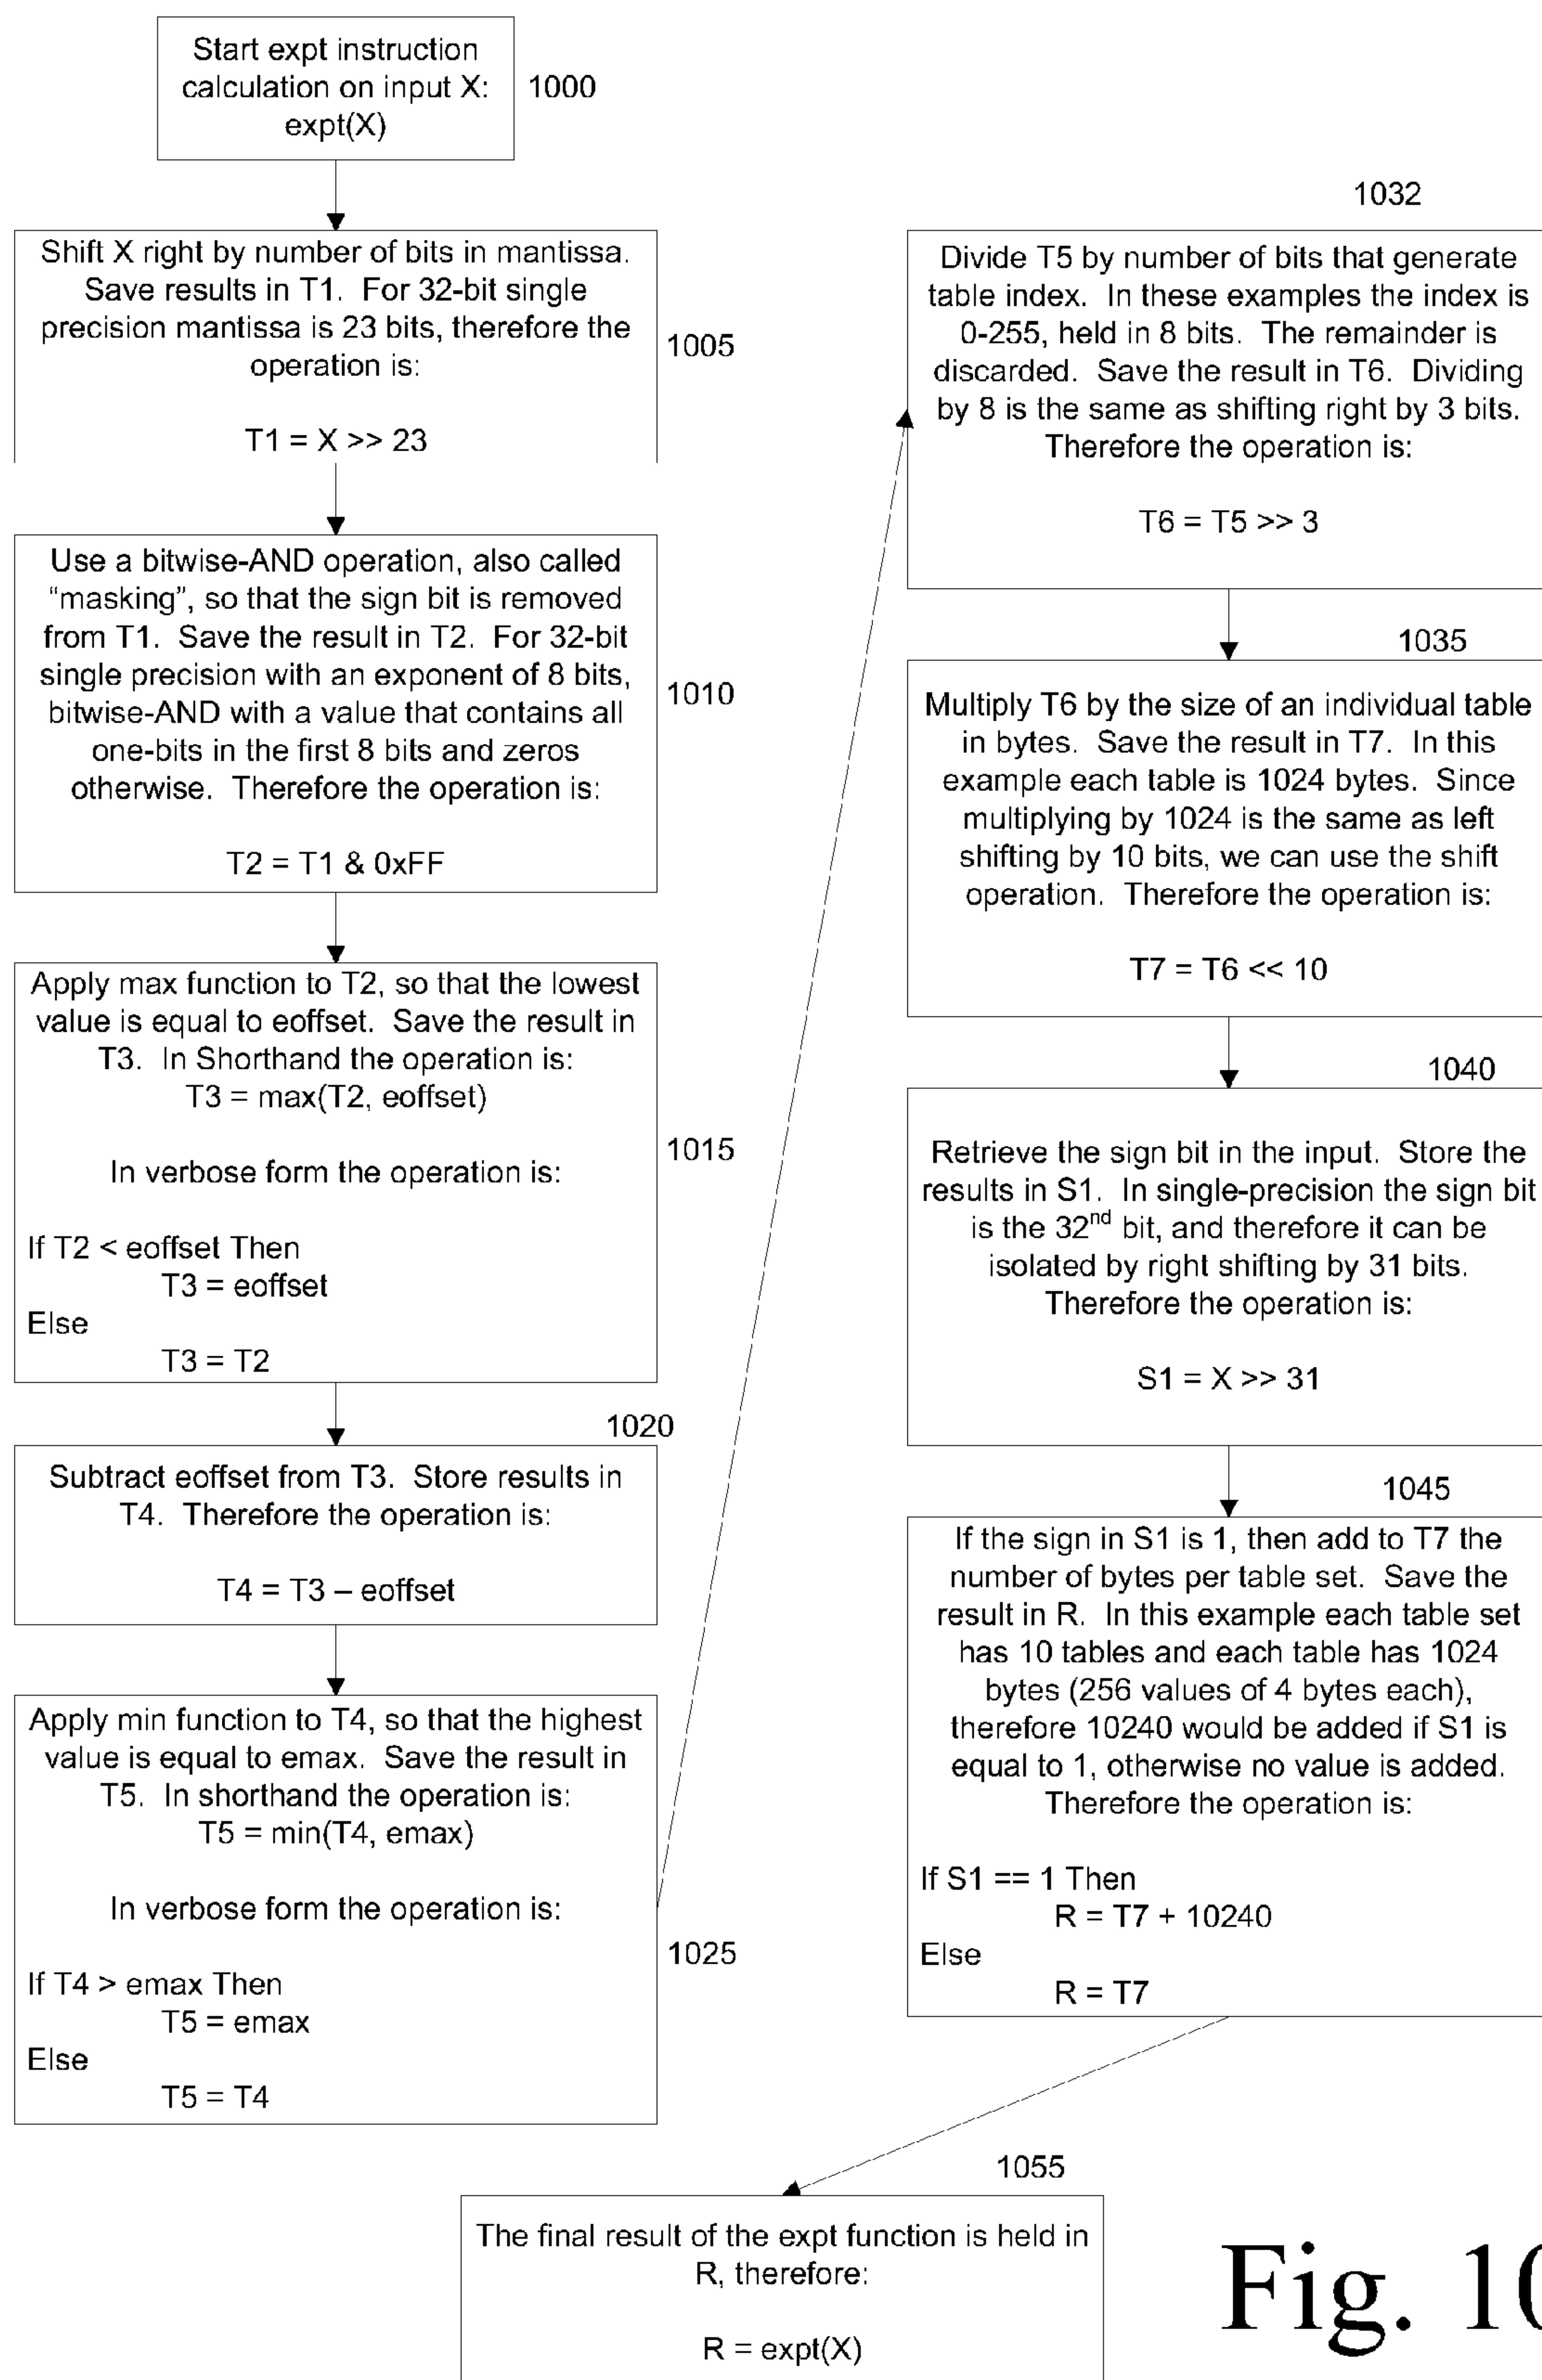 Start expt instruction
calculation on input X:
expt(X)
1000
Shift X right by number of bits in mantissa.
Save results in T1. For 32-bit single
precision mantissa is 23 bits, therefore the
operation is:
T1 = X >> 23
1005
Use a bitwise-AND operation, also called
“masking”, so that the sign bit is removed
from T1. Save the result in T2. For 32-bit
single precision with an exponent of 8 bits,
bitwise-AND with a value that contains all
one-bits in the first 8 bits and zeros
otherwise. Therefore the operation is:
T2 = T1 & 0xFF
1010
Apply max function to T2, so that the lowest
value is equal to eoffset. Save the result in
T3. In Shorthand the operation is:
T3 = max(T2, eoffset)
In verbose form the operation is:
If T2 < eoffset Then
T3 = eoffset
Else
T3 = T2
1015
1020
Subtract eoffset from T3. Store results in
T4. Therefore the operation is:
T4 = T3 – eoffset
Apply min function to T4, so that the highest
value is equal to emax. Save the result in
T5. In shorthand the operation is:
T5 = min(T4, emax)
In verbose form the operation is:
If T4 > emax Then
T5 = emax
Else
T5 = T4
1025
1032
Divide T5 by number of bits that generate
table index. In these examples the index is
0-255, held in 8 bits. The remainder is
discarded. Save the result in T6. Dividing
by 8 is the same as shifting right by 3 bits.
Therefore the operation is:
T6 = T5 >> 3
1035
Multiply T6 by the size of an individual table
in bytes. Save the result in T7. In this
example each table is 1024 bytes. Since
multiplying by 1024 is the same as left
shifting by 10 bits, we can use the shift
operation. Therefore the operation is:
T7 = T6 << 10
1040
Retrieve the sign bit in the input. Store the
results in S1. In single-precision the sign bit
is the 32nd bit, and therefore it can be
isolated by right shifting by 31 bits.
Therefore the operation is:
S1 = X >> 31
1045
If the sign in S1 is 1, then add to T7 the
number of bytes per table set. Save the
result in R. In this example each table set
has 10 tables and each table has 1024
bytes (256 values of 4 bytes each),
therefore 10240 would be added if S1 is
equal to 1, otherwise no value is added.
Therefore the operation is:
If S1 == 1 Then
R = T7 + 10240
Else
R = T7
1055
The final result of the expt function is held in
R, therefore:
R = expt(X)
Fig. 10